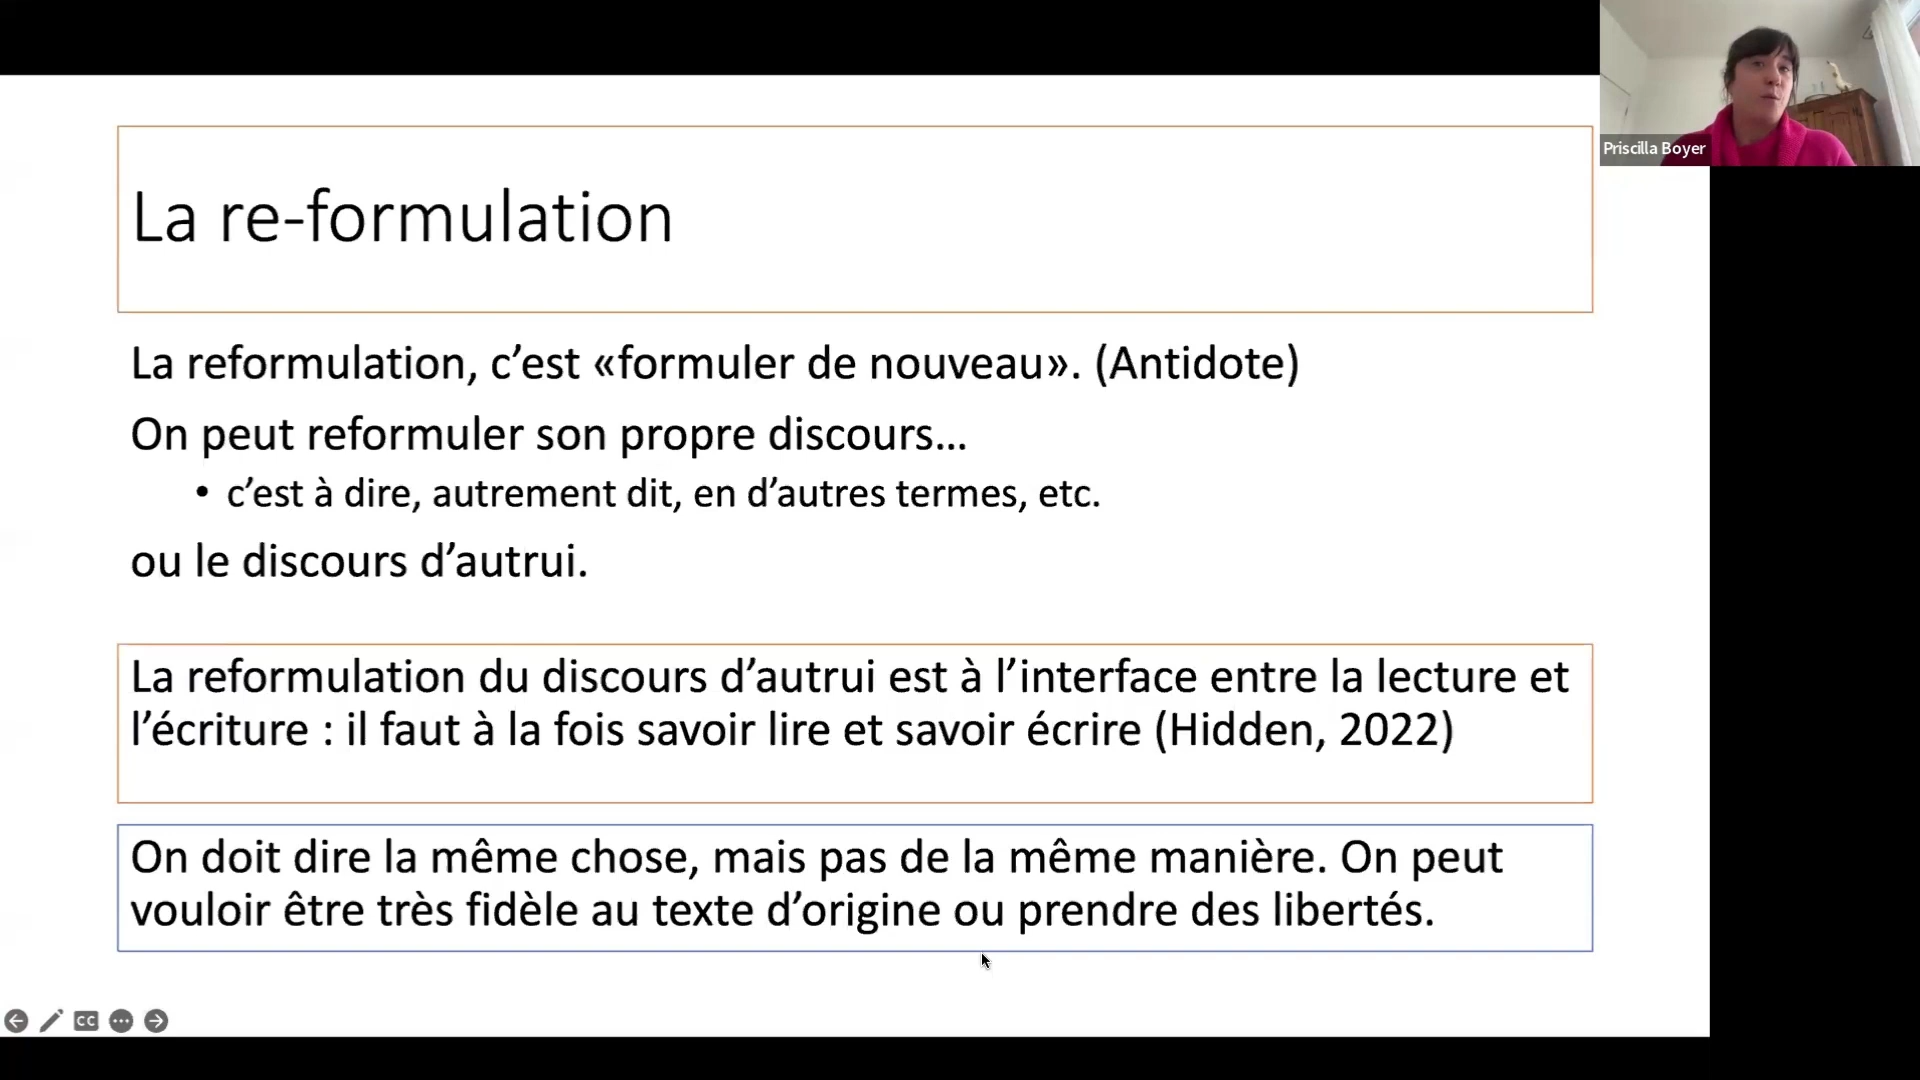 Priscilla Boyer
La re-formulation
La reformulation, c’est «formuler de nouveau». (Antidote)
On peut reformuler son propre discours…
• c’est à dire, autrement dit, en d’autres termes, etc.
ou le discours d’autrui.
La reformulation du discours d’autrui est à l’interface entre la lecture et
l’écriture : il faut à la fois savoir lire et savoir écrire (Hidden, 2022)
On doit dire la même chose, mais pas de la même manière. On peut
vouloir être très fidèle au texte d’origine ou prendre des libertés.
CC